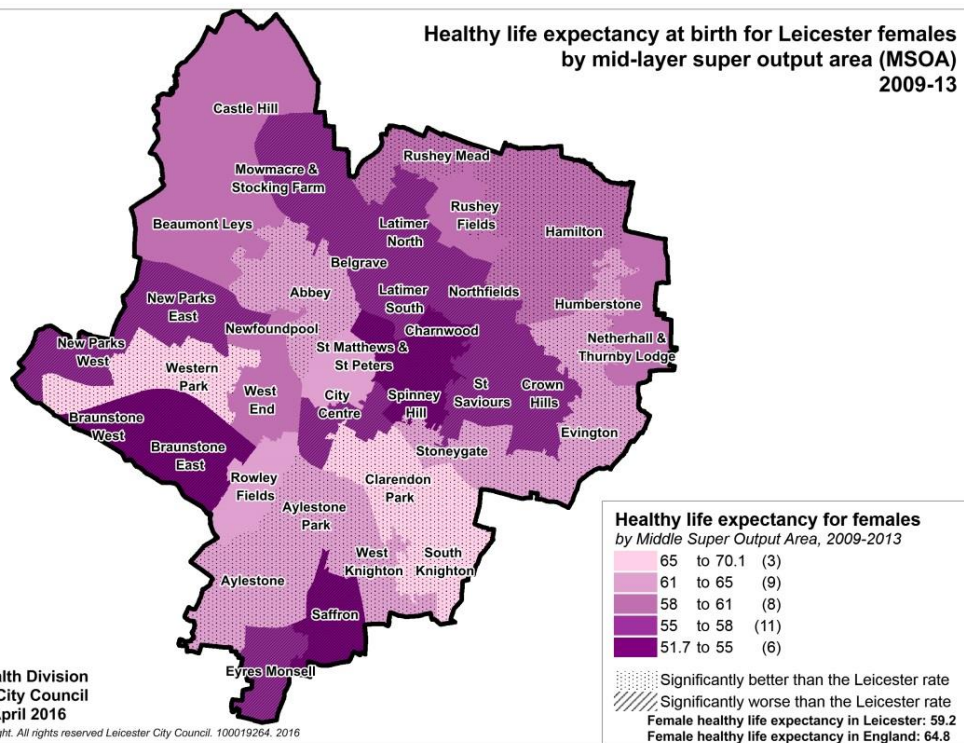 Healthy life expectancy at birth for Leicester females
by mid-layer super output area (MSOA)
2009-13
Castle Hill
Rushey Mead
Mowmacre &
Stocking Farm
Rushey
Fields
Beaumont Leys
Latimer
North
Hamilton
Belgrave
Abbey
Latimer
South
Northfields
New Parks
East
Humberstone
Newfoundpool
Charnwood
New Parks
West
St Matthews &
St Peters
Netherhall &
Thurnby Lodge
Western
Park
West
End
City
Centre
Spinney
Hill
St
Saviours
Crown
Hills
Braunstone
West
Evington
Braunstone
East
Stoneygate
Rowley
Fields
Clarendon
Park
Aylestone
Park
West
Knighton
South
Knighton
Aylestone
Saffron
Eyres Monsell
Healthy life expectancy for females
by Middle Super Output Area, 2009-2013
65 to 70.1 (3)
61 to 65 (9)
58 to 61 (8)
55 to 58 (11)
51.7 to 55 (6)
Significantly better than the Leicester rate
Significantly worse than the Leicester rate
Female healthy life expectancy in Leicester: 59.2
Female healthy life expectancy in England: 64.8
alth Division
City Council
April 2016
ght. All rights reserved Leicester City Council. 100019264. 2016